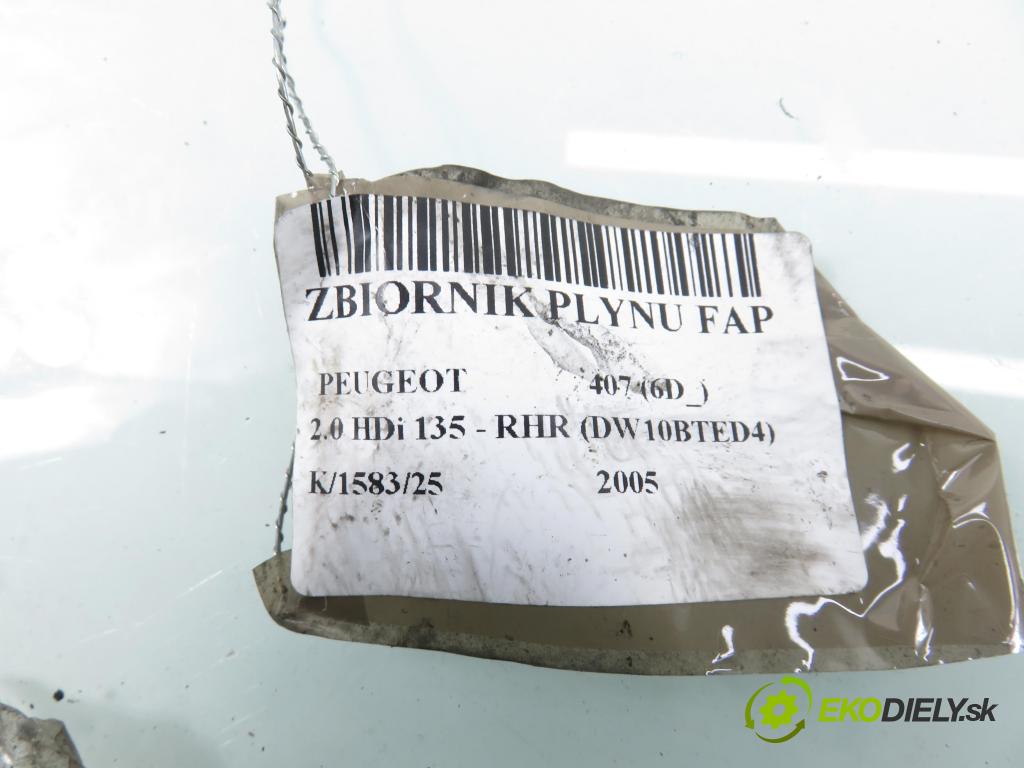 ZBIORNIK PLYNU FAP
PEUGEOT 407 (6D_)
2.0 HDi 135 - RHR (DW10BTED4)
K/1583/25 2005
EKODIELY.sk